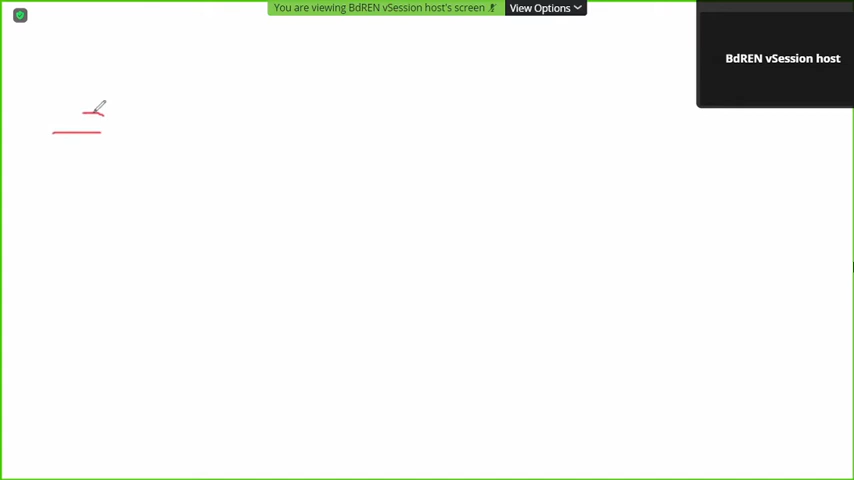 You are viewing BdREN vSession host's screen
View Options
BdREN vSession host